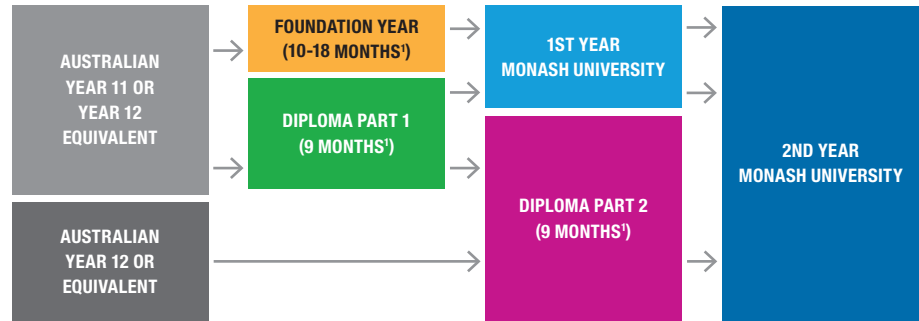 AUSTRALIAN
YEAR 11 OR
YEAR 12
EQUIVALENT
FOUNDATION YEAR
(10-18 MONTHS¹)
DIPLOMA PART 1
(9 MONTHS¹)
1ST YEAR
MONASH UNIVERSITY
2ND YEAR
MONASH UNIVERSITY
DIPLOMA PART 2
(9 MONTHS¹)
AUSTRALIAN
YEAR 12 OR
EQUIVALENT